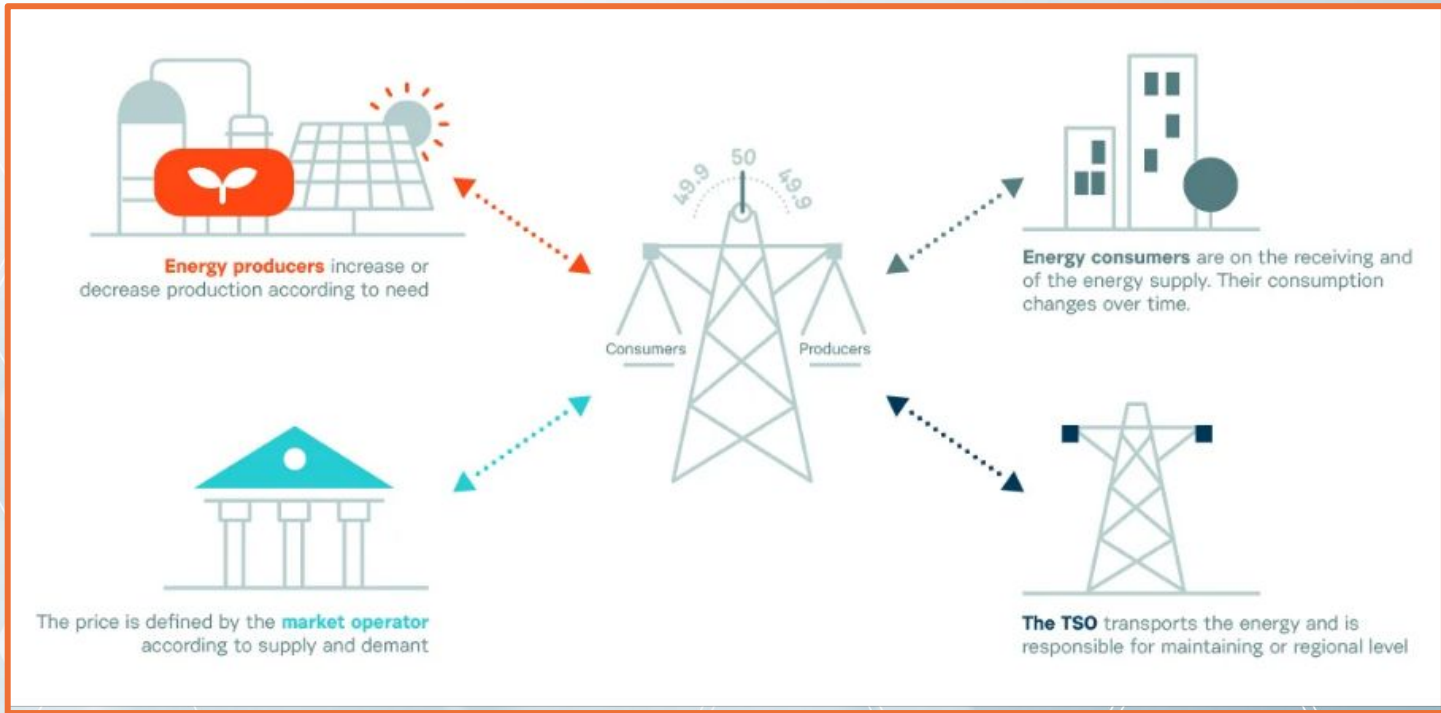 Energy producers increase or
decrease production according to need
49.9
50
49.9
Consumers
Producers
Energy consumers are on the receiving and
of the energy supply. Their consumption
changes over time.
The price is defined by the market operator
according to supply and demant
The TSO transports the energy and is
responsible for maintaining or regional level